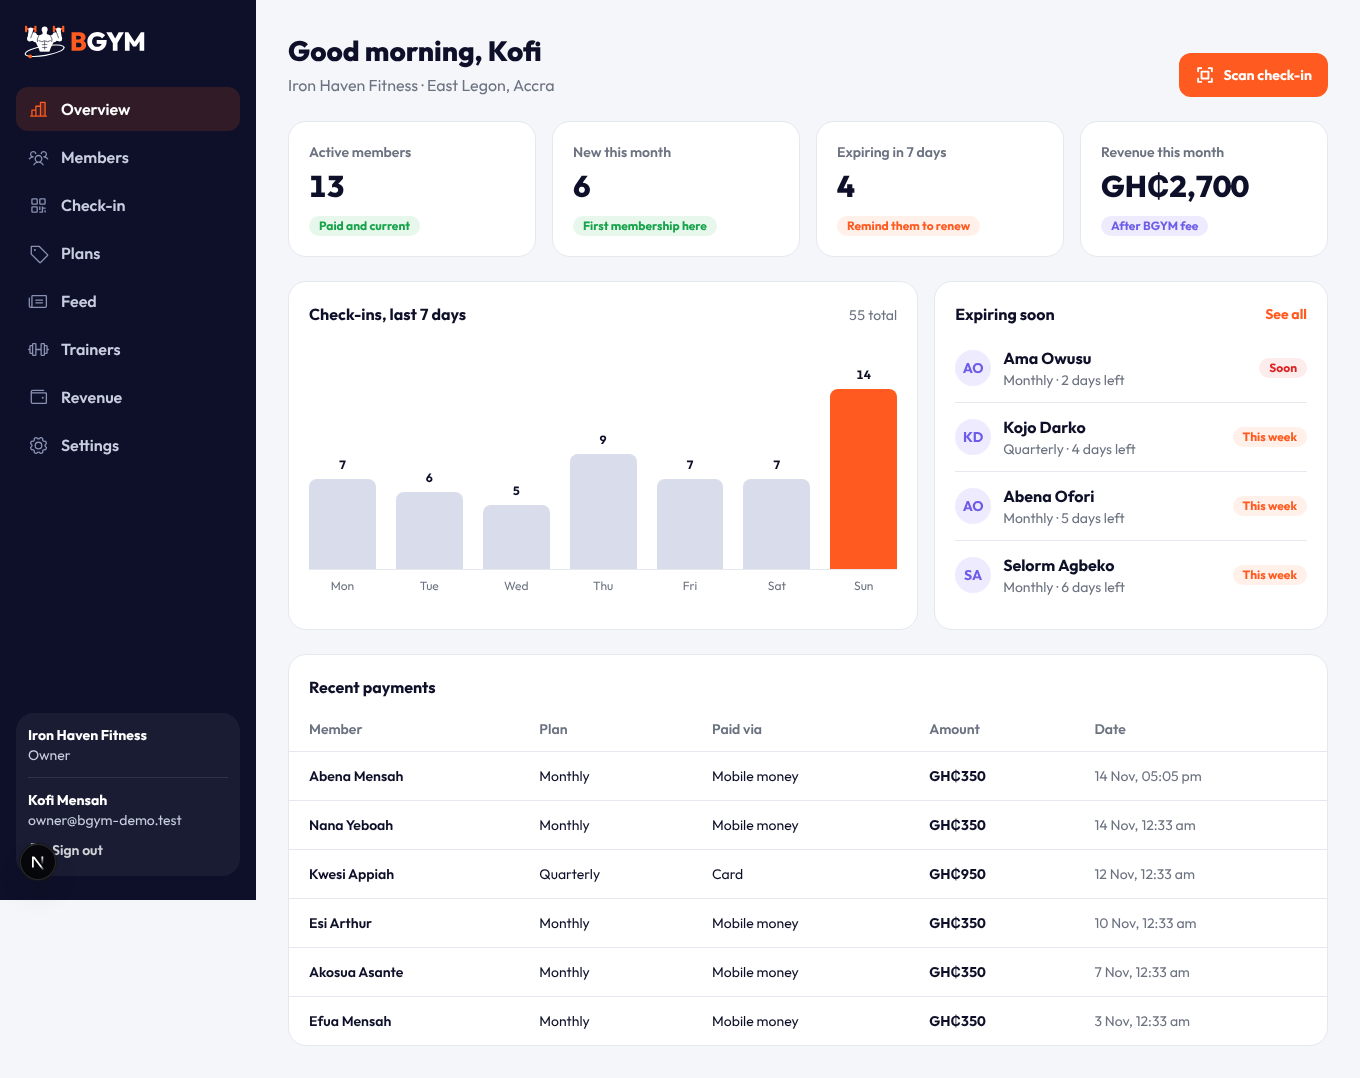 BGYM
Overview
Members
Check-in
Plans
Feed
Trainers
Revenue
Settings
Iron Haven Fitness
Owner
Kofi Mensah
owner@bgym-demo.test
Sign out
N
Good morning, Kofi
Iron Haven Fitness · East Legon, Accra
Scan check-in
Active members
13
Paid and current
New this month
6
First membership here
Expiring in 7 days
4
Remind them to renew
Revenue this month
GH₵2,700
After BGYM fee
Check-ins, last 7 days
55 total
7 6 5 9 7 7 14
Mon Tue Wed Thu Fri Sat Sun
Expiring soon
See all
AO Ama Owusu
Monthly · 2 days left
Soon
KD Kojo Darko
Quarterly · 4 days left
This week
AO Abena Ofori
Monthly · 5 days left
This week
SA Selorm Agbeko
Monthly · 6 days left
This week
Recent payments
Member Plan Paid via Amount Date
Abena Mensah Monthly Mobile money GH₵350 14 Nov, 05:05 pm
Nana Yeboah Monthly Mobile money GH₵350 14 Nov, 12:33 am
Kwesi Appiah Quarterly Card GH₵950 12 Nov, 12:33 am
Esi Arthur Monthly Mobile money GH₵350 10 Nov, 12:33 am
Akosua Asante Monthly Mobile money GH₵350 7 Nov, 12:33 am
Efua Mensah Monthly Mobile money GH₵350 3 Nov, 12:33 am